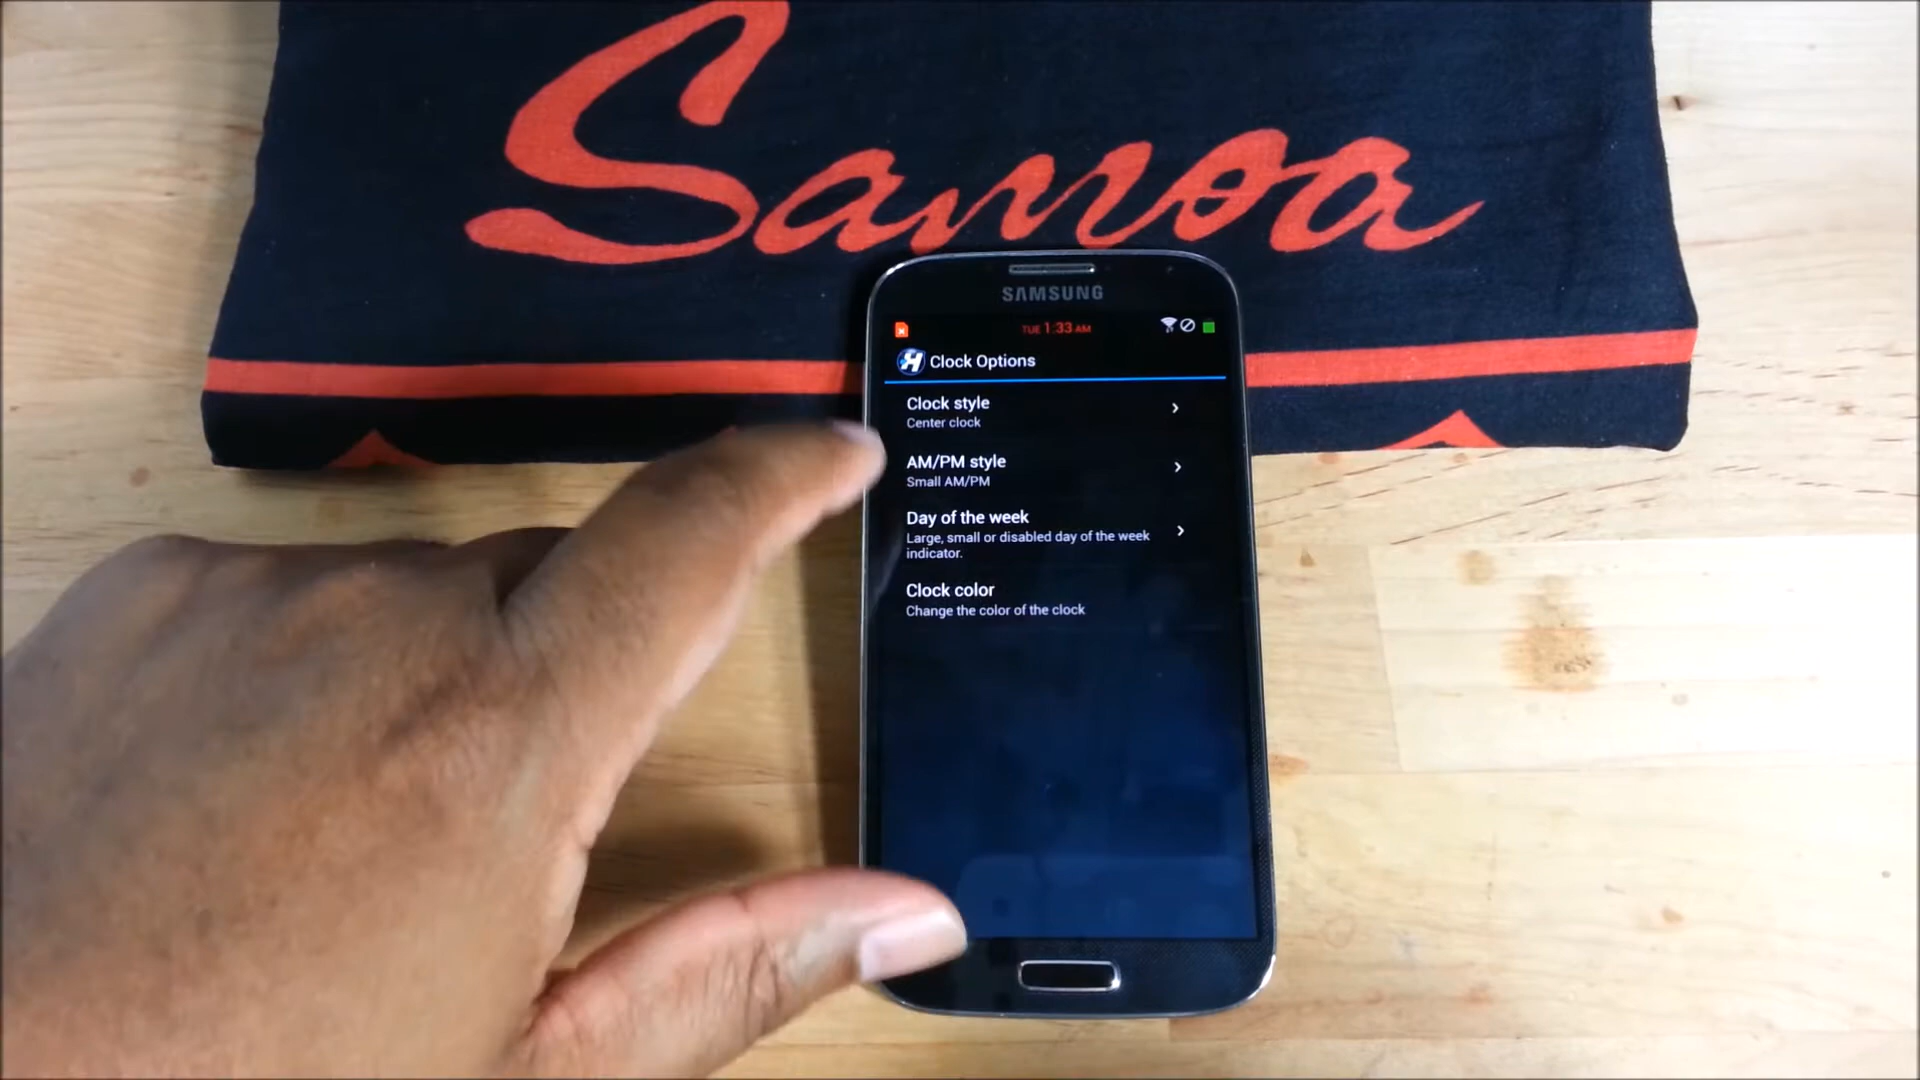 Samoa
SAMSUNG
TUE 1:33 AM
Clock Options
Clock style
Center clock
AM/PM style
Small AM/PM
Day of the week
Large, small or disabled day of the week
indicator.
Clock color
Change the color of the clock